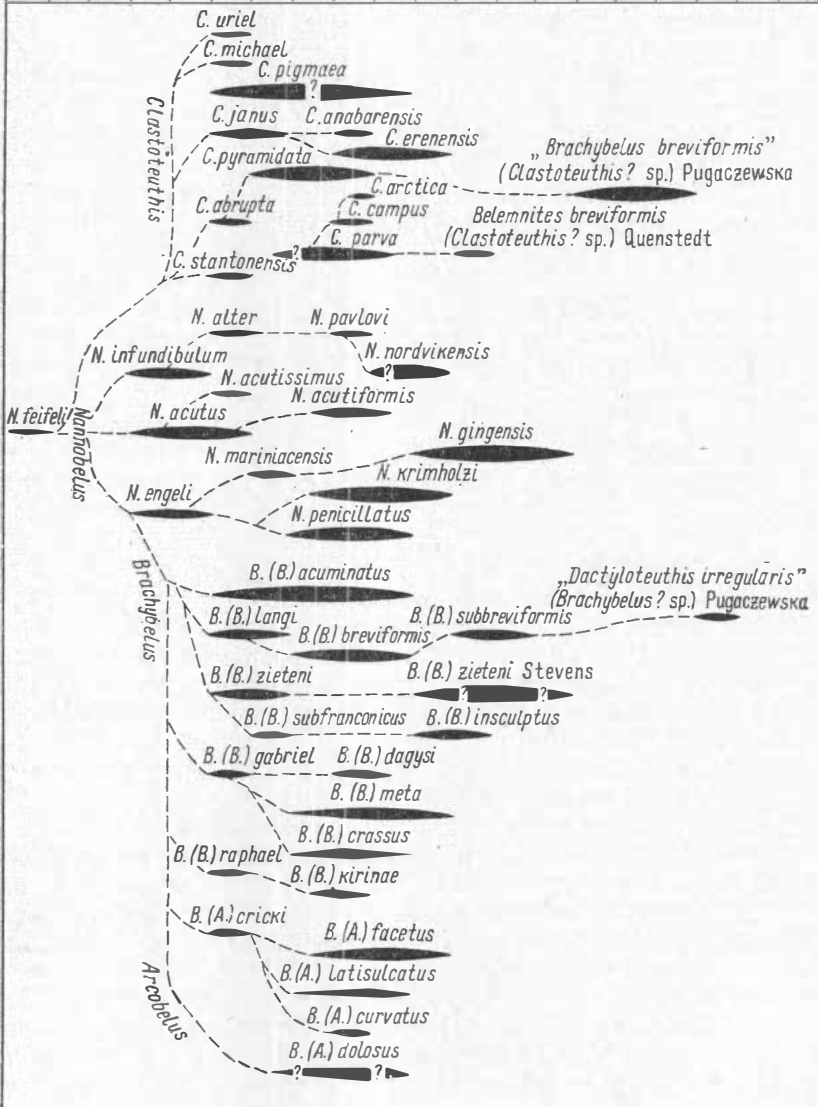 C. uriel
C. michael
C. pigmaea
?
Clastoteuthis
C. janus
C. anabarensis
C. erenensis
C. pyramidata
„Brachybelus breviformis”
(Clastoteuthis? sp.) Pugaczewska
C. arctica
C. abrupta
C. campus
Belemnites breviformis
(Clastoteuthis? sp.) Quenstedt
?
C. parva
C. stantonensis
N. alter
N. pavlovi
N. infundibulum
N. nordvikensis
?
N. acutissimus
N. feifeli
Nannobelus
N. acutus
N. acutiformis
N. gingensis
N. mariniacensis
N. krimholzi
N. engeli
N. penicillatus
Brachybelus
B. (B.) acuminatus
„Dactyloteuthis irregularis”
(Brachybelus? sp.) Pugaczewska
B. (B.) langi
B. (B.) breviformis
B. (B.) subbreviformis
B. (B.) zieteni
B. (B.) zieteni Stevens
? ?
B. (B.) subfranconicus
B. (B.) insculptus
B. (B.) gabriel
B. (B.) dagysi
B. (B.) meta
B. (B.) crassus
B. (B.) raphael
B. (B.) kirinae
B. (A.) cricki
B. (A.) facetus
Arcobelus
B. (A.) latisulcatus
B. (A.) curvatus
B. (A.) dolosus
? ?